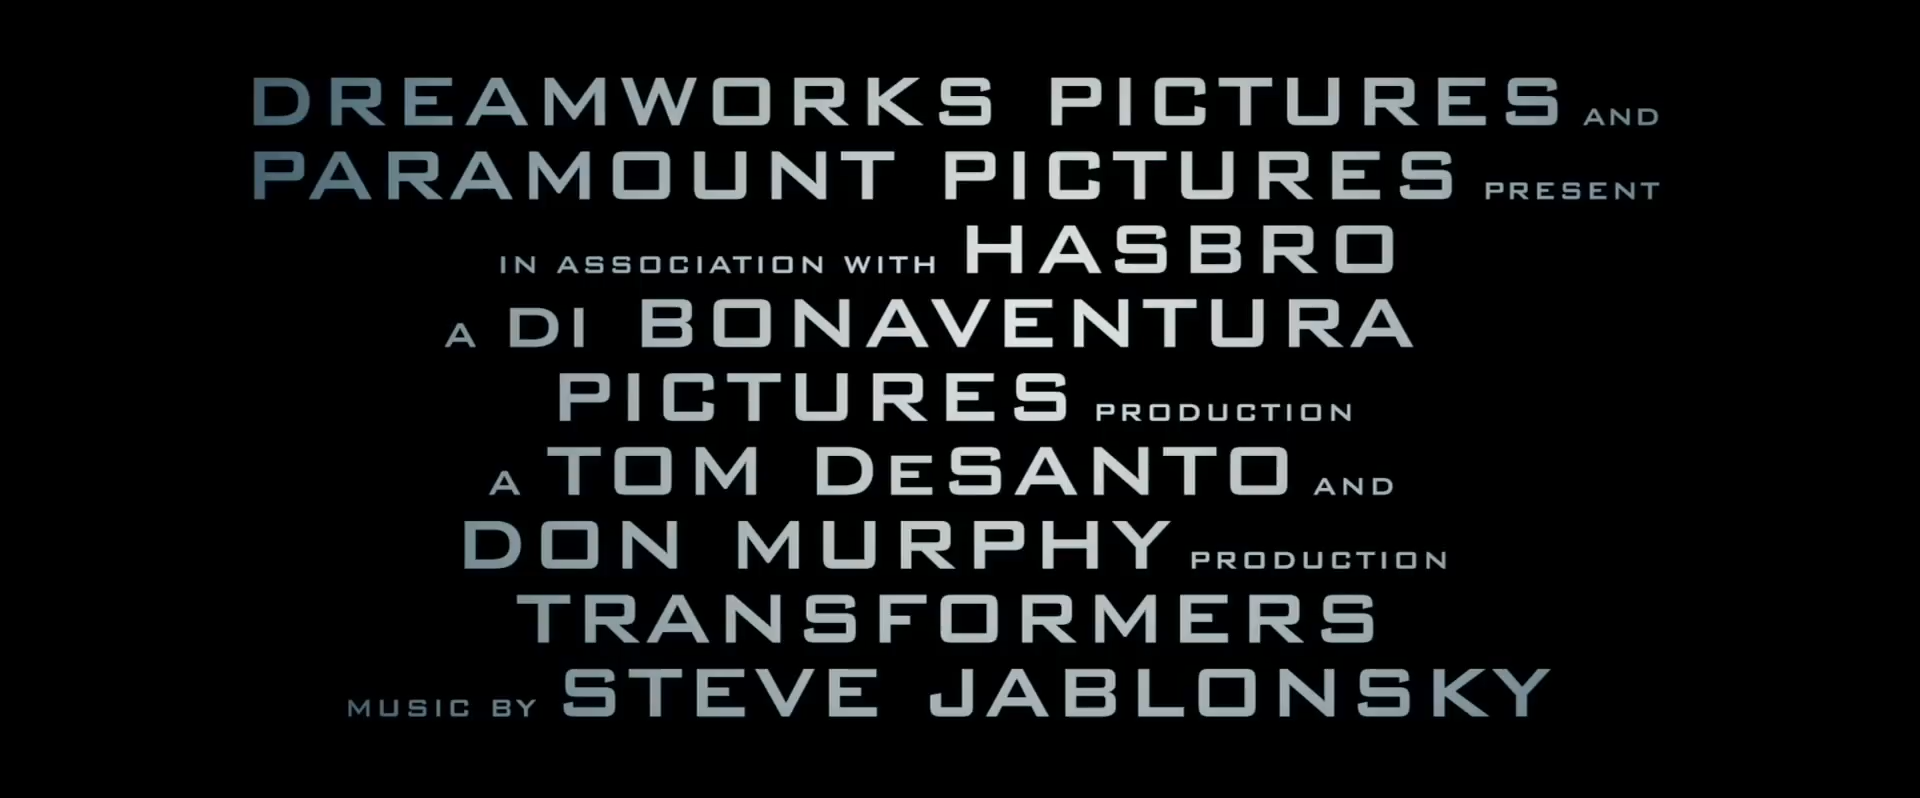 DREAMWORKS PICTURES AND
PARAMOUNT PICTURES PRESENT
IN ASSOCIATION WITH HASBRO
A DI BONAVENTURA
PICTURES PRODUCTION
A TOM DeSANTO AND
DON MURPHY PRODUCTION
TRANSFORMERS
MUSIC BY STEVE JABLONSKY